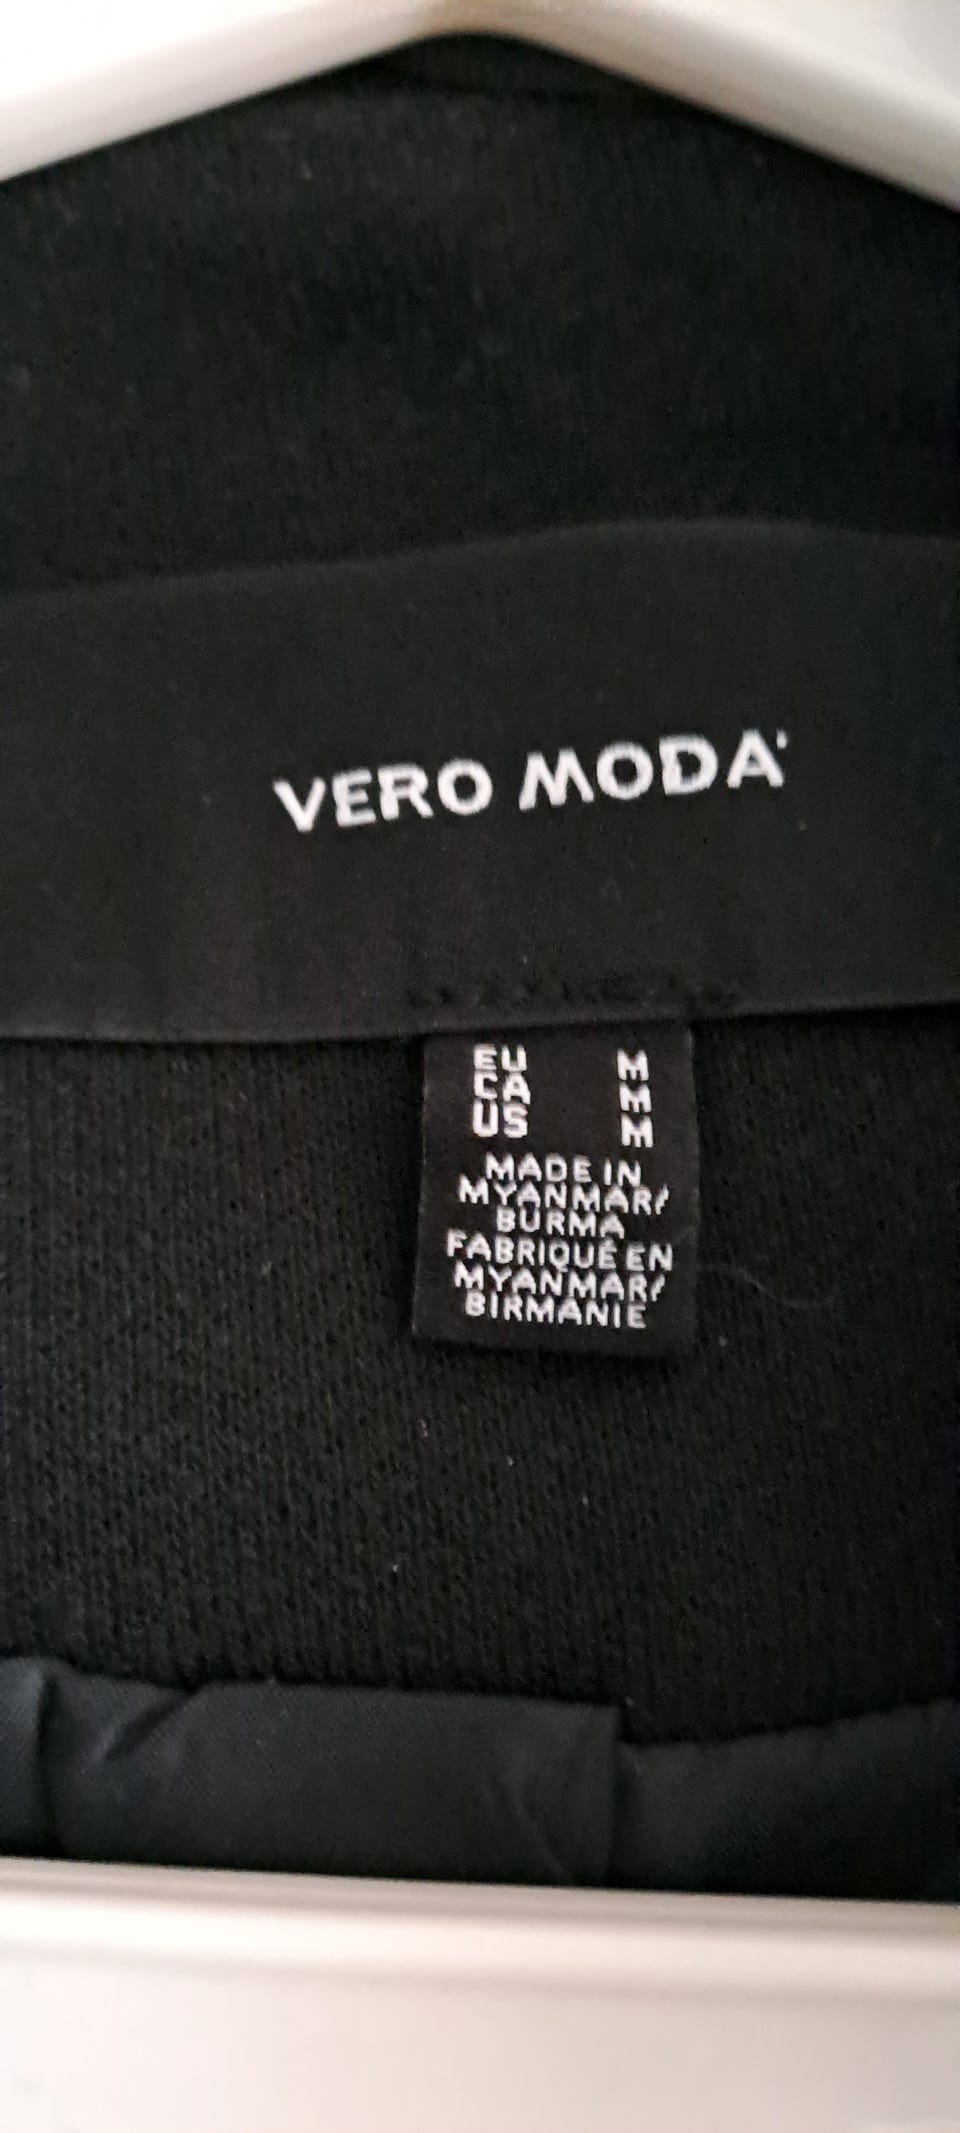 VERO MODA
EU M
CA M
US M
MADE IN
MYANMAR/
BURMA
FABRIQUÉ EN
MYANMAR/
BIRMANIE